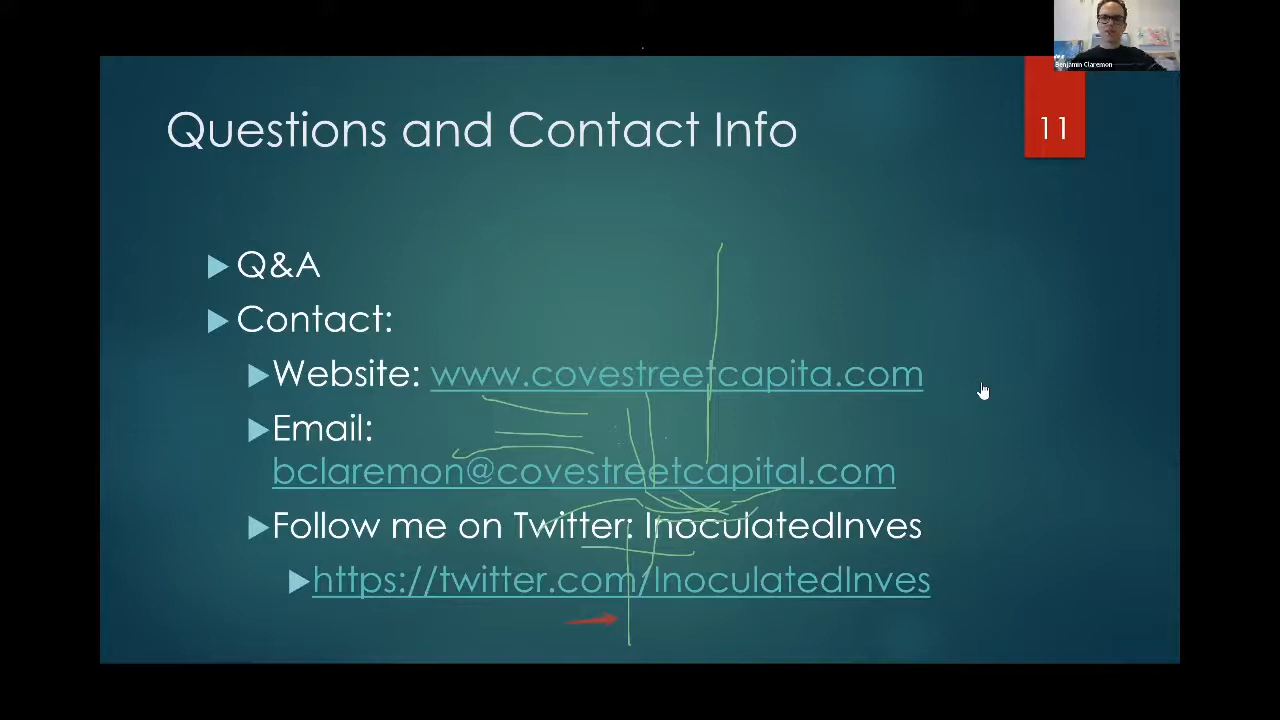 Benjamin Claremon
Questions and Contact Info
11
Q&A
Contact:
Website: www.covestreetcapita.com
Email:
bclaremon@covestreetcapital.com
Follow me on Twitter: InoculatedInves
https://twitter.com/InoculatedInves